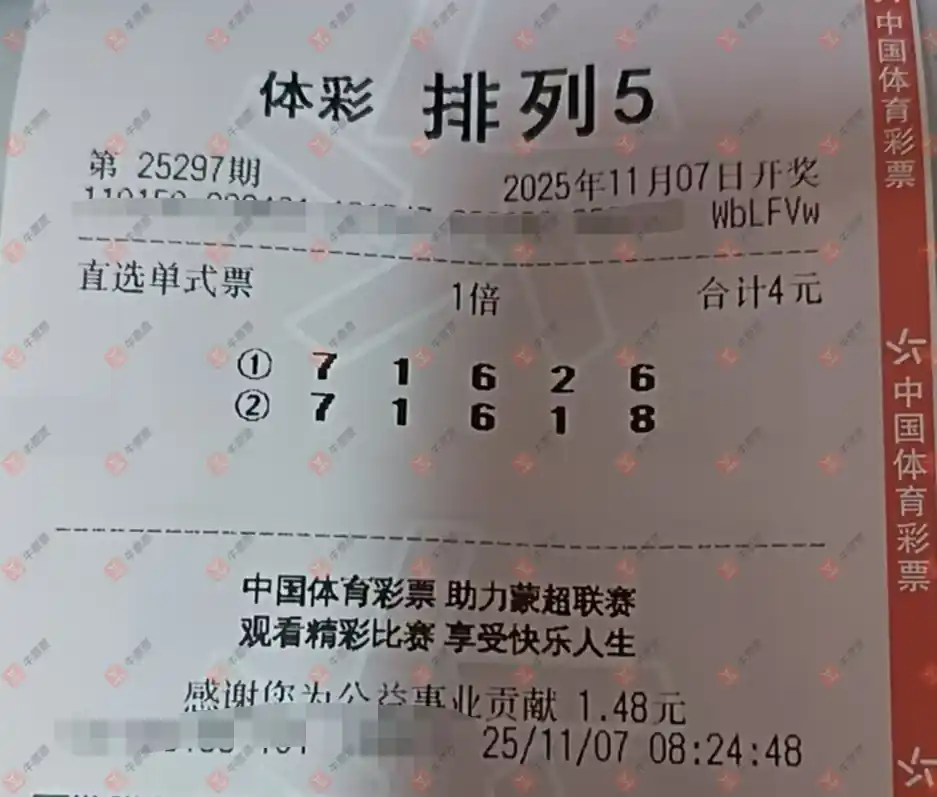 体彩 排列5
第 25297期
2025年11月07日开奖
WbLFVw
直选单式票 1倍 合计4元
① 7 1 6 2 6
② 7 1 6 1 8
中国体育彩票 助力蒙超联赛
观看精彩比赛 享受快乐人生
感谢您为公益事业贡献 1.48元
25/11/07 08:24:48
中国体育彩票
中国体育彩票